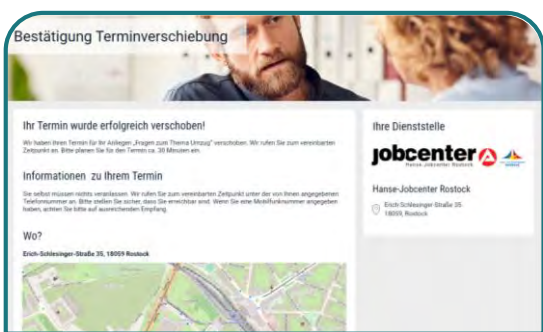 Bestätigung Terminverschiebung
Ihr Termin wurde erfolgreich verschoben!
Wir haben Ihren Termin für Ihr Anliegen „Fragen zum Thema Umzug" verschoben. Wir rufen Sie zum vereinbarten
Zeitpunkt an. Bitte planen Sie für den Termin ca. 30 Minuten ein.
Informationen zu Ihrem Termin
Sie selbst müssen nichts veranlassen. Wir rufen Sie zum vereinbarten Zeitpunkt unter der von Ihnen angegebenen
Telefonnummer an. Bitte stellen Sie sicher, dass Sie erreichbar sind. Wenn Sie eine Mobilfunknummer angegeben
haben, achten Sie bitte auf ausreichenden Empfang.
Wo?
Erich-Schlesinger-Straße 35, 18059 Rostock
Ihre Dienststelle
jobcenter
Hanse-Jobcenter Rostock
Hanse-Jobcenter Rostock
Erich-Schlesinger-Straße 35
18059, Rostock